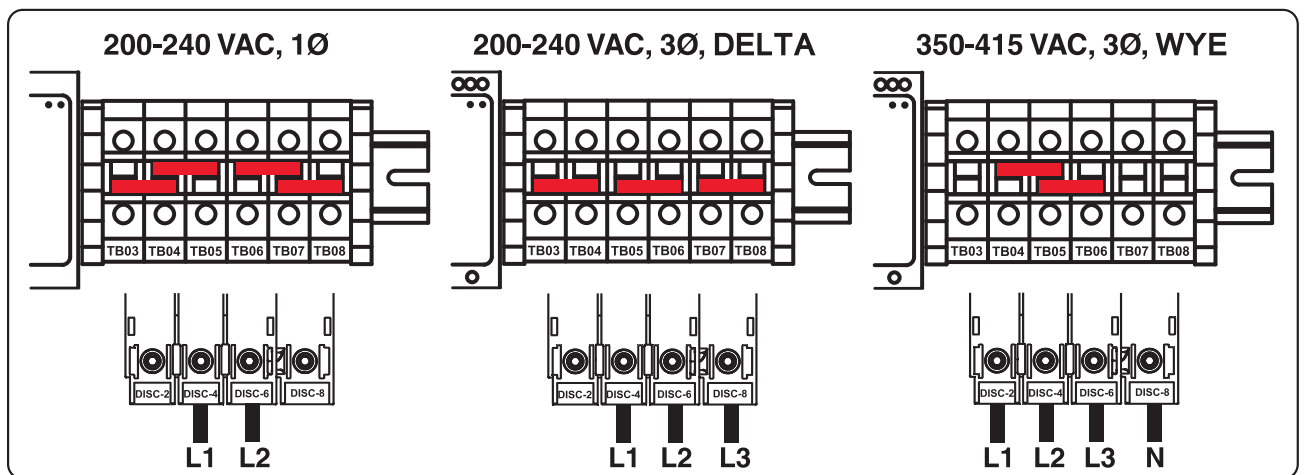 200-240 VAC, 1Ø
TB03 TB04 TB05 TB06 TB07 TB08
DISC-2 DISC-4 DISC-6 DISC-8
L1 L2
200-240 VAC, 3Ø, DELTA
TB03 TB04 TB05 TB06 TB07 TB08
DISC-2 DISC-4 DISC-6 DISC-8
L1 L2 L3
350-415 VAC, 3Ø, WYE
TB03 TB04 TB05 TB06 TB07 TB08
DISC-2 DISC-4 DISC-6 DISC-8
L1 L2 L3 N